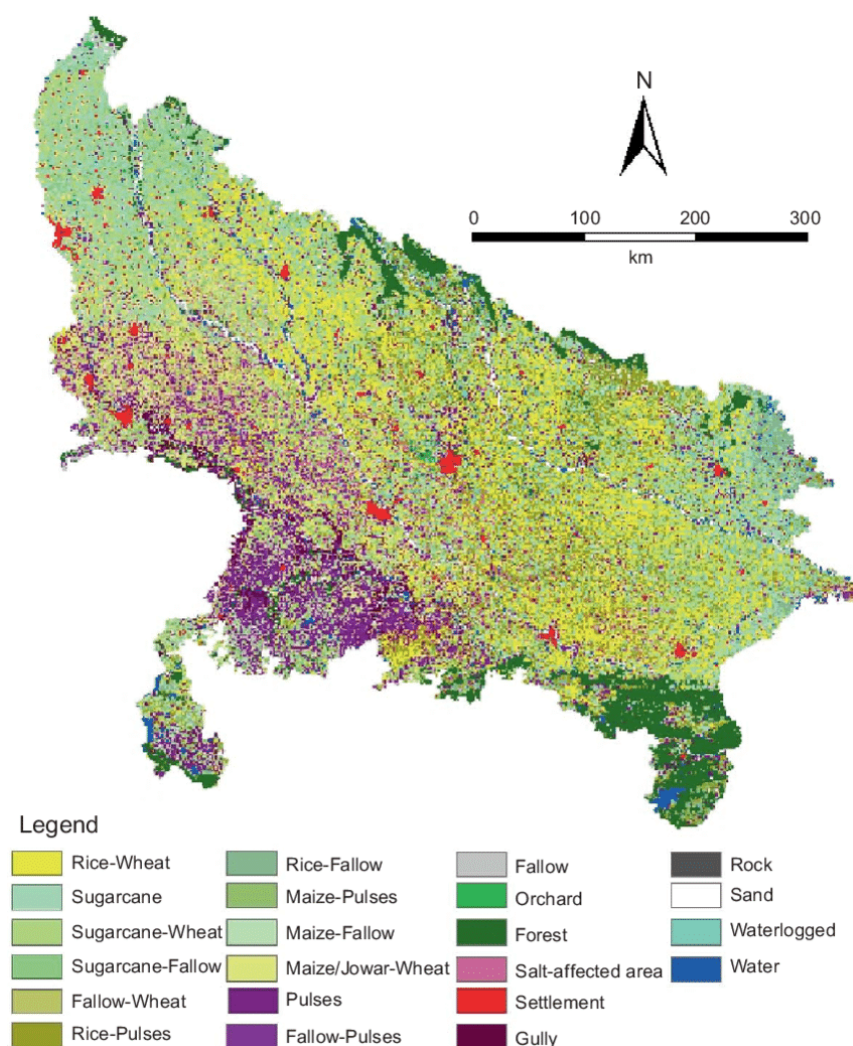 N
0 100 200 300
km
Legend
Rice-Wheat
Sugarcane
Sugarcane-Wheat
Sugarcane-Fallow
Fallow-Wheat
Rice-Pulses
Rice-Fallow
Maize-Pulses
Maize-Fallow
Maize/Jowar-Wheat
Pulses
Fallow-Pulses
Fallow
Orchard
Forest
Salt-affected area
Settlement
Gully
Rock
Sand
Waterlogged
Water